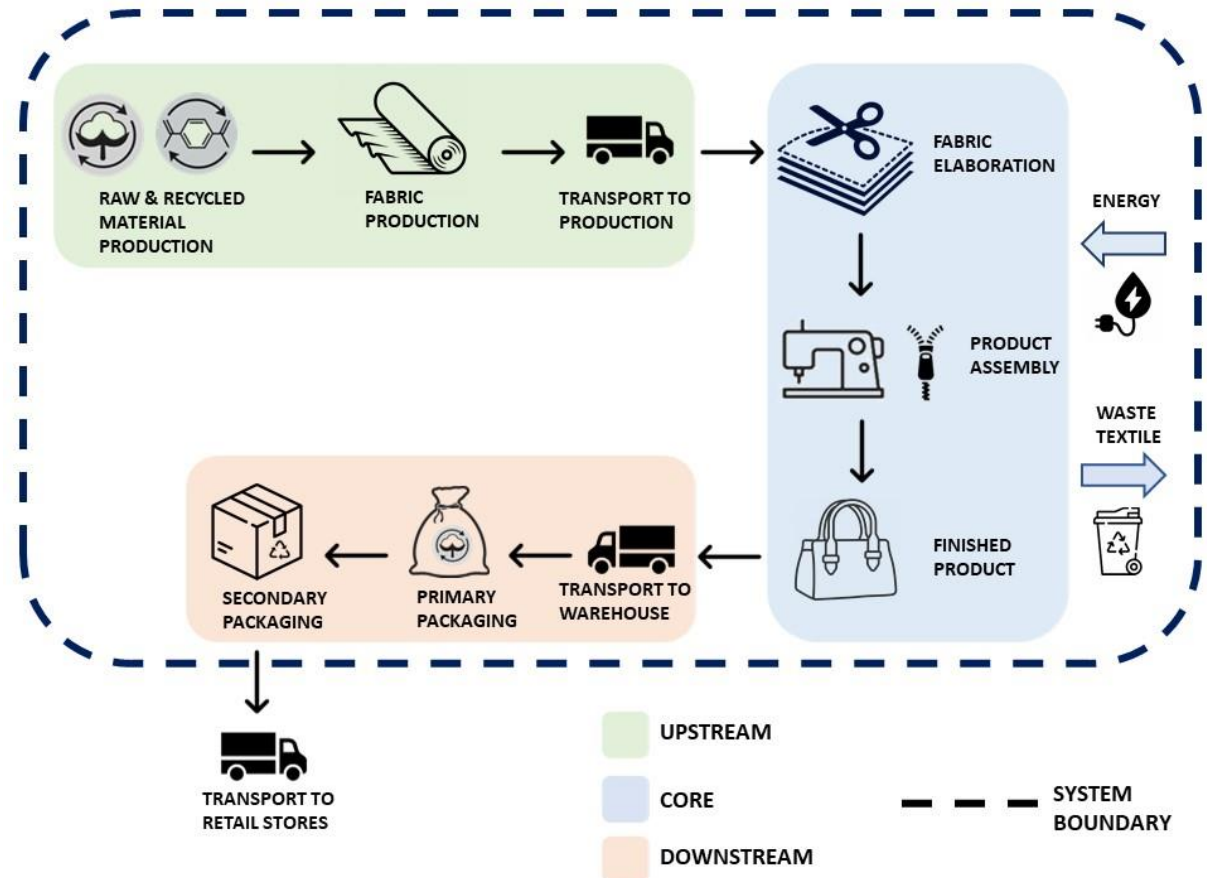 RAW & RECYCLED
MATERIAL
PRODUCTION
FABRIC
PRODUCTION
TRANSPORT TO
PRODUCTION
FABRIC
ELABORATION
ENERGY
PRODUCT
ASSEMBLY
WASTE
TEXTILE
FINISHED
PRODUCT
TRANSPORT TO
WAREHOUSE
PRIMARY
PACKAGING
SECONDARY
PACKAGING
TRANSPORT TO
RETAIL STORES
UPSTREAM
CORE
DOWNSTREAM
SYSTEM
BOUNDARY